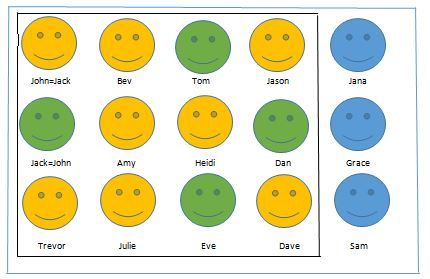 John=Jack Bev Tom Jason Jana
Jack=John Amy Heidi Dan Grace
Trevor Julie Eve Dave Sam